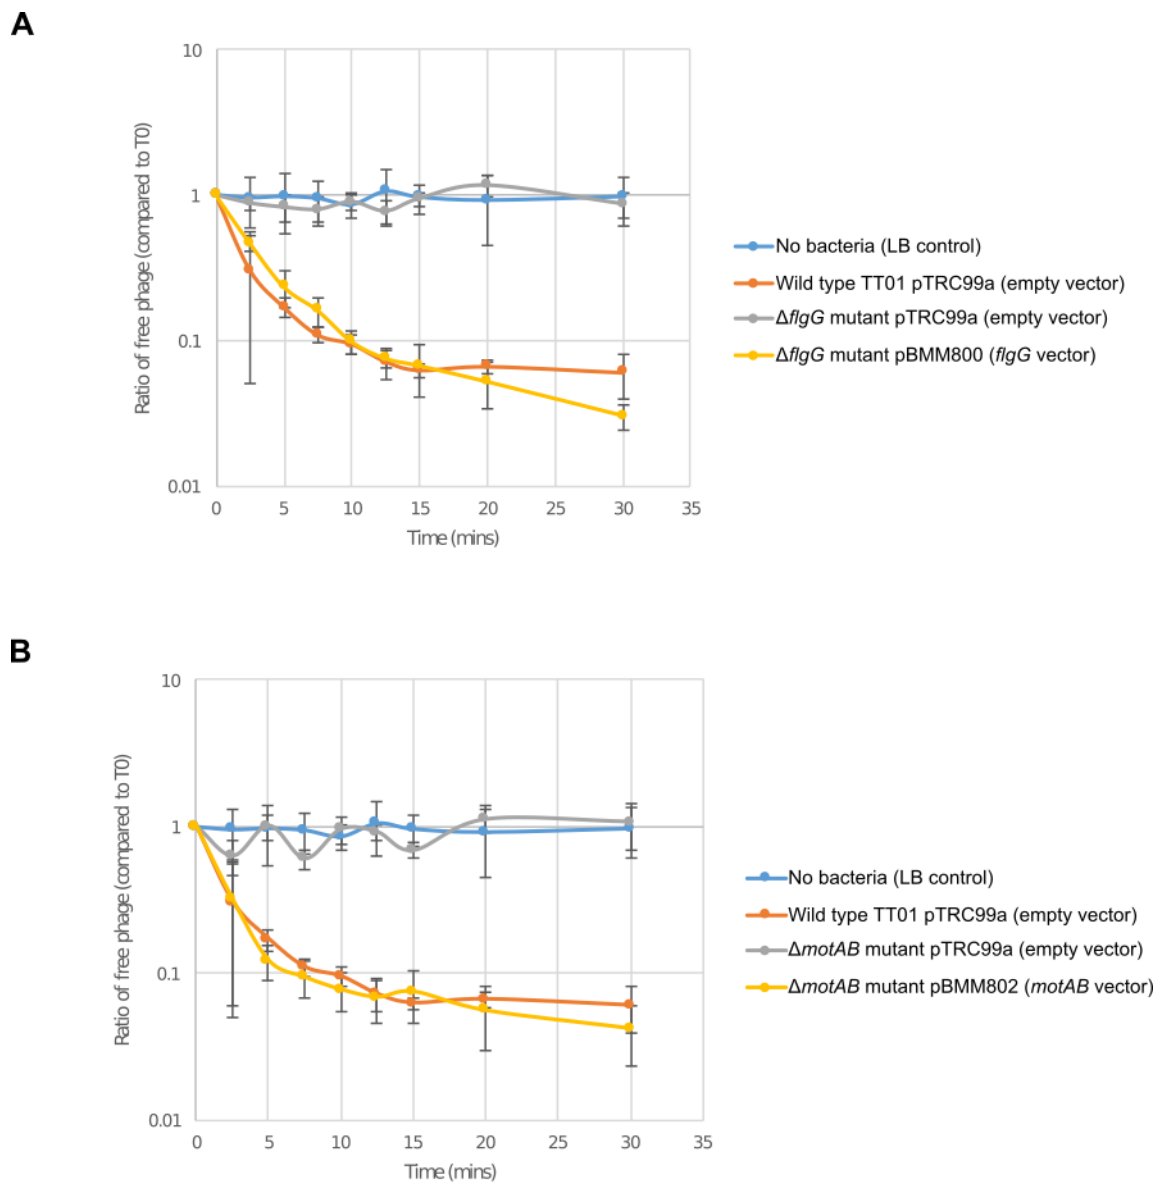 A
10
1
0.1
0.01
Ratio of free phage (compared to T0)
0 5 10 15 20 25 30 35
Time (mins)
No bacteria (LB control)
Wild type TT01 pTRC99a (empty vector)
ΔflgG mutant pTRC99a (empty vector)
ΔflgG mutant pBMM800 (flgG vector)
B
10
1
0.1
0.01
Ratio of free phage (compared to T0)
0 5 10 15 20 25 30 35
Time (mins)
No bacteria (LB control)
Wild type TT01 pTRC99a (empty vector)
ΔmotAB mutant pTRC99a (empty vector)
ΔmotAB mutant pBMM802 (motAB vector)